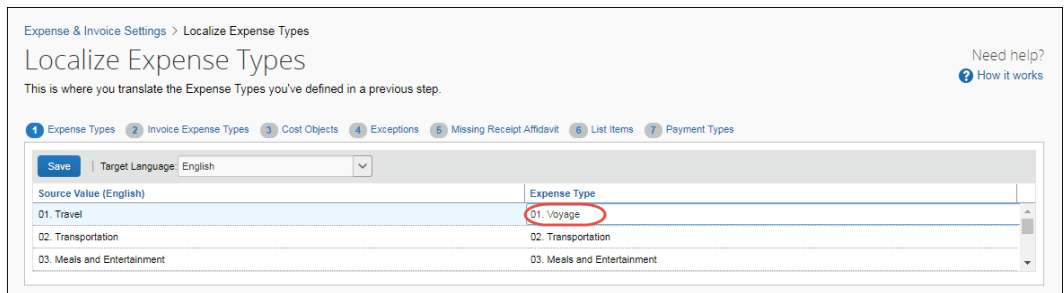 Expense & Invoice Settings > Localize Expense Types
Localize Expense Types
Need help?
? How it works
This is where you translate the Expense Types you've defined in a previous step.
1 Expense Types 2 Invoice Expense Types 3 Cost Objects 4 Exceptions 5 Missing Receipt Affidavit 6 List Items 7 Payment Types
Save | Target Language: English
Source Value (English) Expense Type
01. Travel 01. Voyage
02. Transportation 02. Transportation
03. Meals and Entertainment 03. Meals and Entertainment